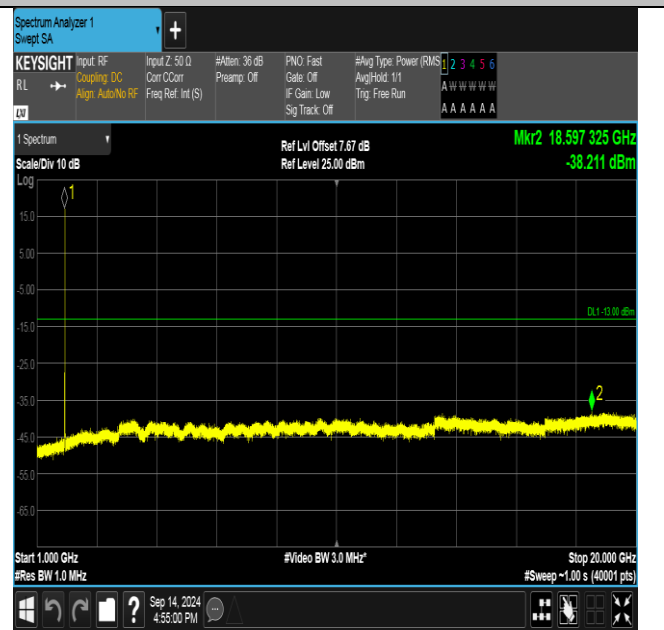 Spectrum Analyzer 1
Swept SA
+
KEYSIGHT
RL
LXI
Input: RF
Coupling: DC
Align: Auto/No RF
Input Z: 50 Ω
Corr CCorr
Freq Ref: Int (S)
#Atten: 36 dB
Preamp: Off
PNO: Fast
Gate: Off
IF Gain: Low
Sig Track: Off
#Avg Type: Power (RMS
Avg|Hold: 1/1
Trig: Free Run
1 2 3 4 5 6
A W W W W W
A A A A A A
1 Spectrum
Scale/Div 10 dB
Log
Ref Lvl Offset 7.67 dB
Ref Level 25.00 dBm
Mkr2 18.597 325 GHz
-38.211 dBm
1
15.0
5.00
-5.00
DL1 -13.00 dBm
-15.0
-25.0
2
-35.0
-45.0
-55.0
-65.0
Start 1.000 GHz
#Res BW 1.0 MHz
#Video BW 3.0 MHz*
Stop 20.000 GHz
#Sweep ~1.00 s (40001 pts)
?
Sep 14, 2024
4:55:00 PM